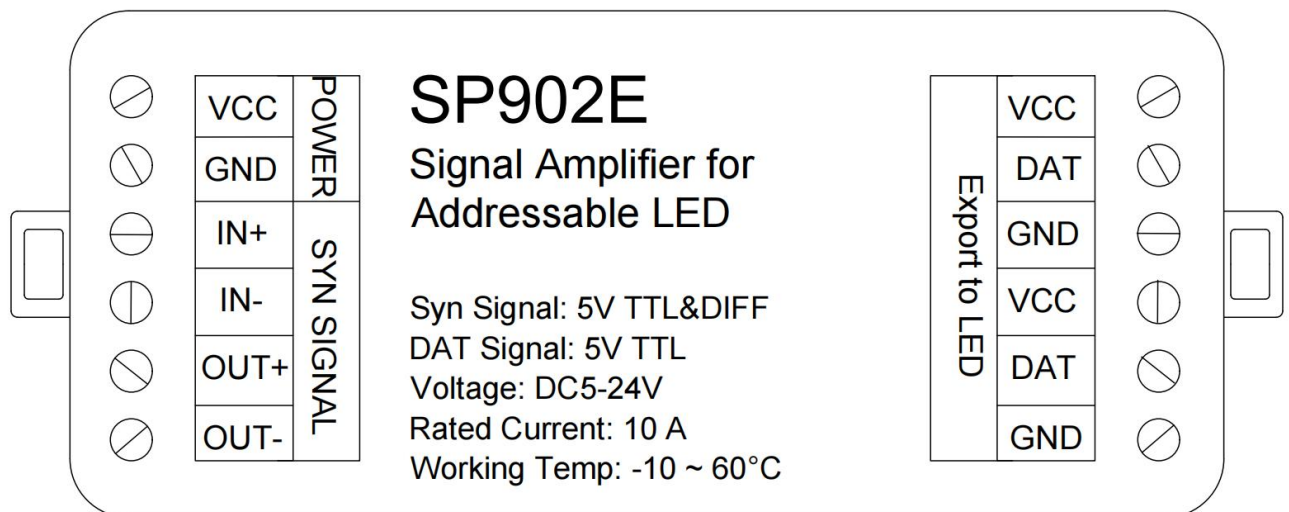 VCC
GND
IN+
IN-
OUT+
OUT-
POWER
SYN SIGNAL
SP902E
Signal Amplifier for
Addressable LED
Syn Signal: 5V TTL&DIFF
DAT Signal: 5V TTL
Voltage: DC5-24V
Rated Current: 10 A
Working Temp: -10 ~ 60°C
Export to LED
VCC
DAT
GND
VCC
DAT
GND